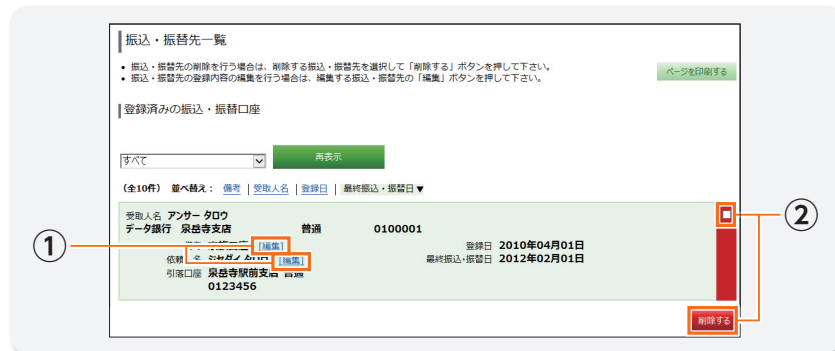 振込・振替先一覧
• 振込・振替先の削除を行う場合は、削除する振込・振替先を選択して「削除する」ボタンを押して下さい。
• 振込・振替先の登録内容の編集を行う場合は、編集する振込・振替先の「編集」ボタンを押して下さい。
ページを印刷する
登録済みの振込・振替口座
すべて
再表示
(全10件) 並べ替え: 備考 | 受取人名 | 登録日 | 最終振込・振替日▼
受取人名 アンサー タロウ
データ銀行 泉岳寺支店 普通 0100001
②
①
[編集] 登録日 2010年04月01日
[編集] 最終振込・振替日 2012年02月01日
引落口座 泉岳寺駅前支店 普通
0123456
削除する